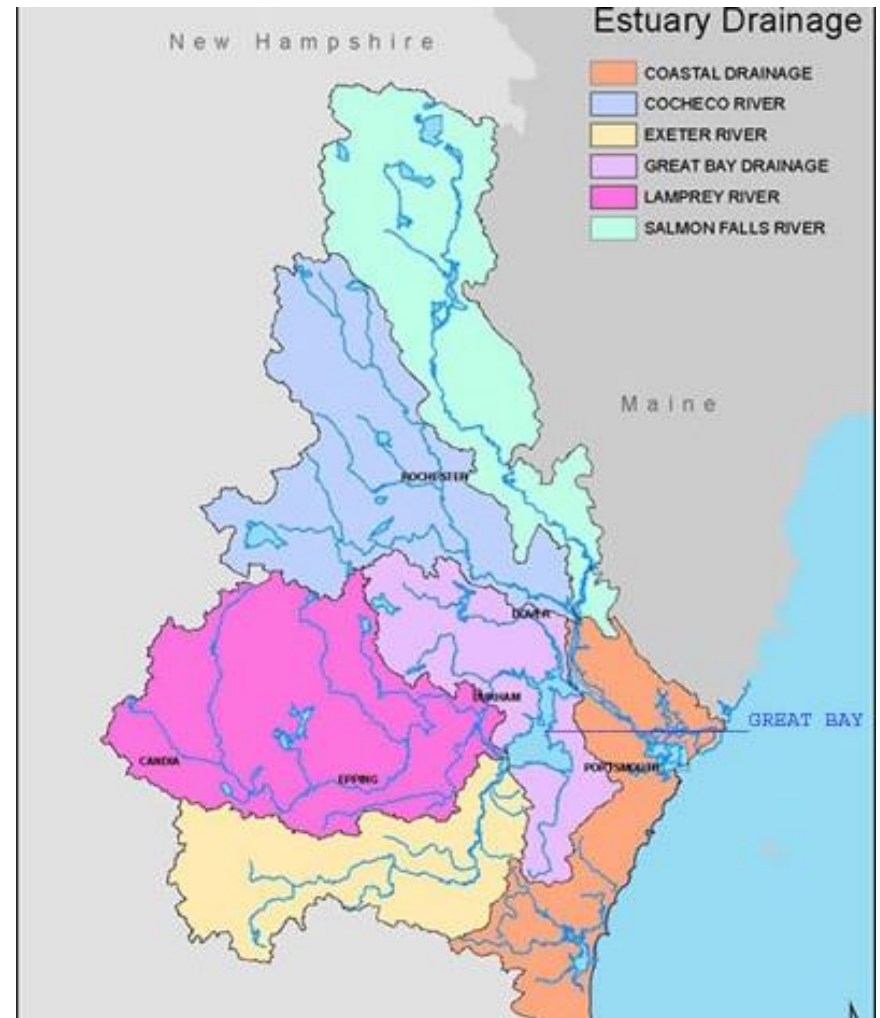 Estuary Drainage
New Hampshire
COASTAL DRAINAGE
COCHECO RIVER
EXETER RIVER
GREAT BAY DRAINAGE
LAMPREY RIVER
SALMON FALLS RIVER
Maine
ROCHESTER
DOVER
DURHAM
GREAT BAY
CANDIA
PORTSMOUTH
EPPING